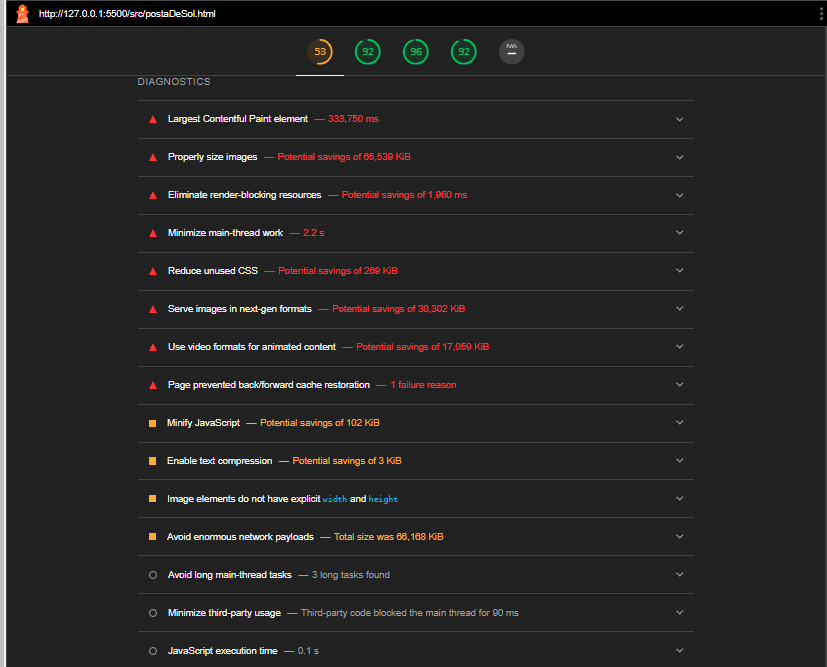 http://127.0.0.1:5500/src/postaDeSol.html
53 92 96 92 PWA
DIAGNOSTICS
Largest Contentful Paint element — 333,750 ms
Properly size images — Potential savings of 65,539 KiB
Eliminate render-blocking resources — Potential savings of 1,960 ms
Minimize main-thread work — 2.2 s
Reduce unused CSS — Potential savings of 269 KiB
Serve images in next-gen formats — Potential savings of 30,302 KiB
Use video formats for animated content — Potential savings of 17,059 KiB
Page prevented back/forward cache restoration — 1 failure reason
Minify JavaScript — Potential savings of 102 KiB
Enable text compression — Potential savings of 3 KiB
Image elements do not have explicit width and height
Avoid enormous network payloads — Total size was 66,168 KiB
Avoid long main-thread tasks — 3 long tasks found
Minimize third-party usage — Third-party code blocked the main thread for 90 ms
JavaScript execution time — 0.1 s